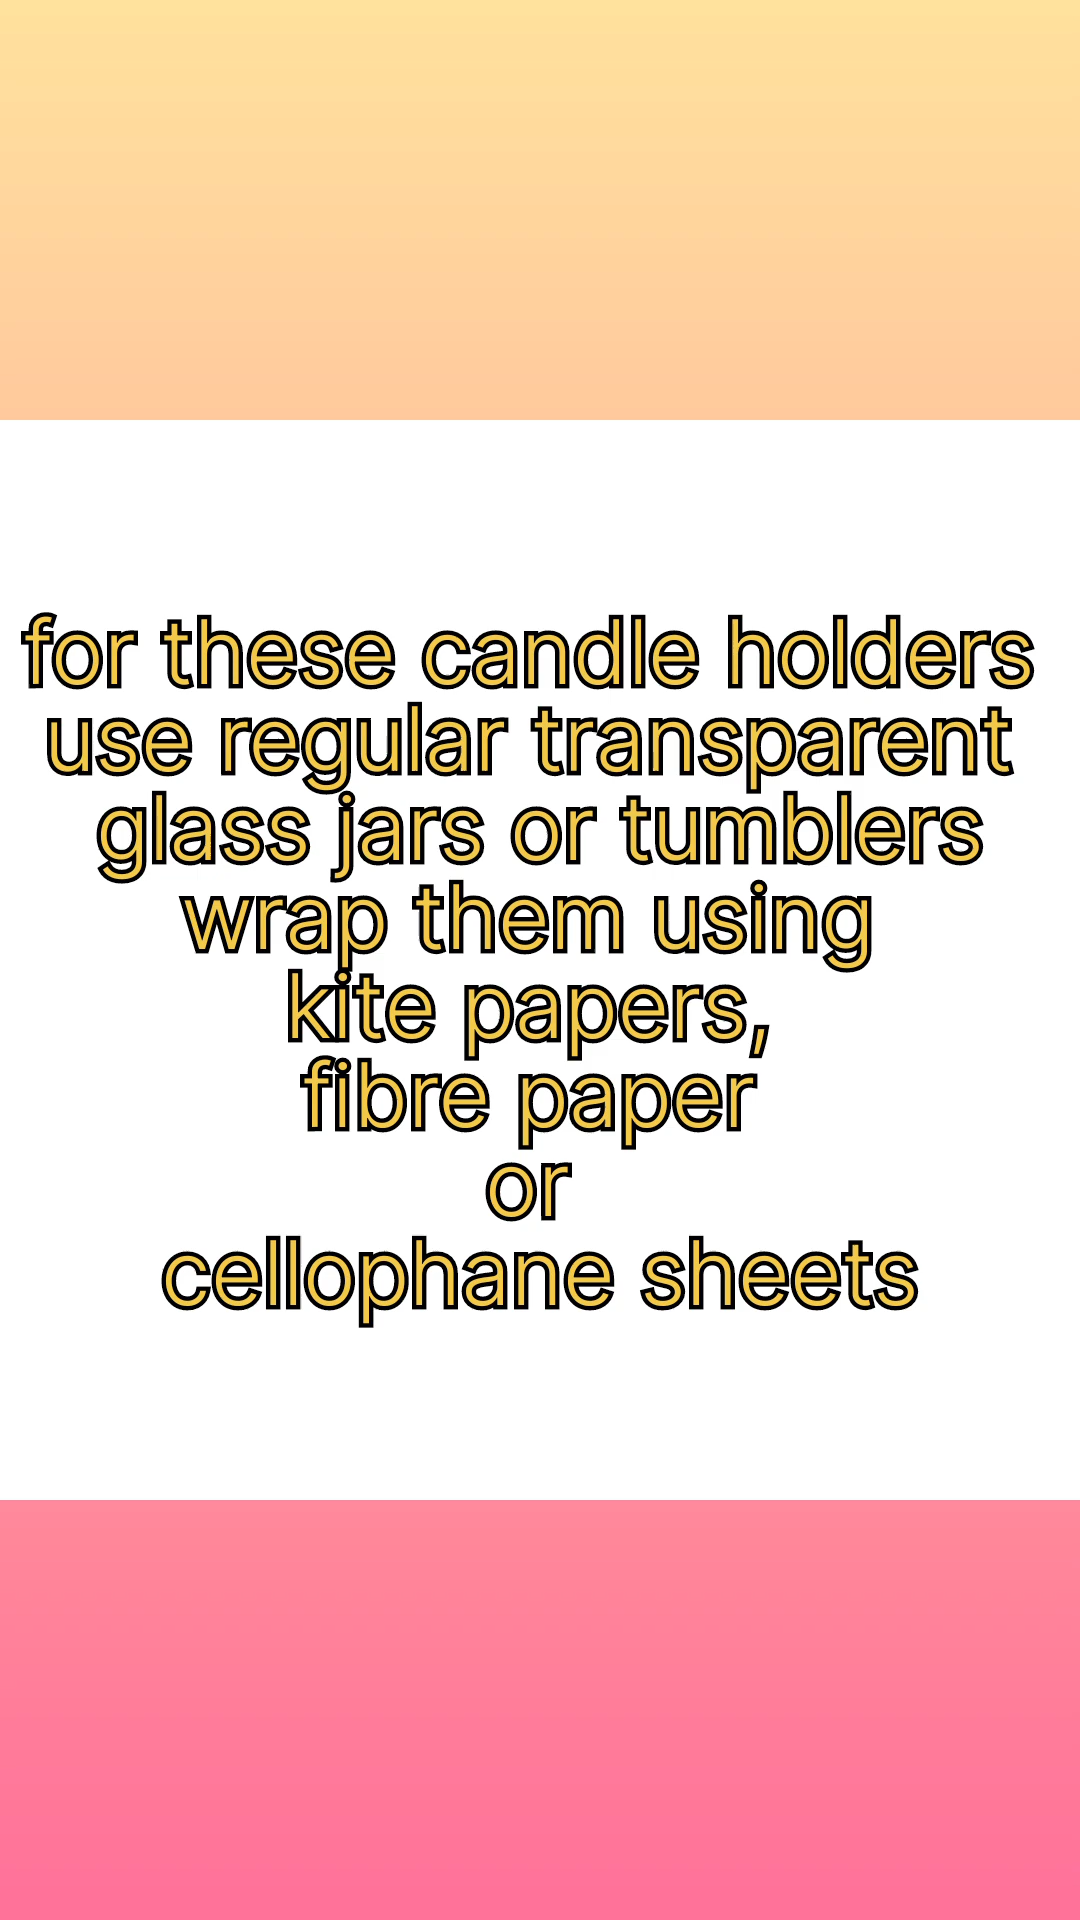 for these candle holders
use regular transparent
glass jars or tumblers
wrap them using
kite papers,
fibre paper
or
cellophane sheets